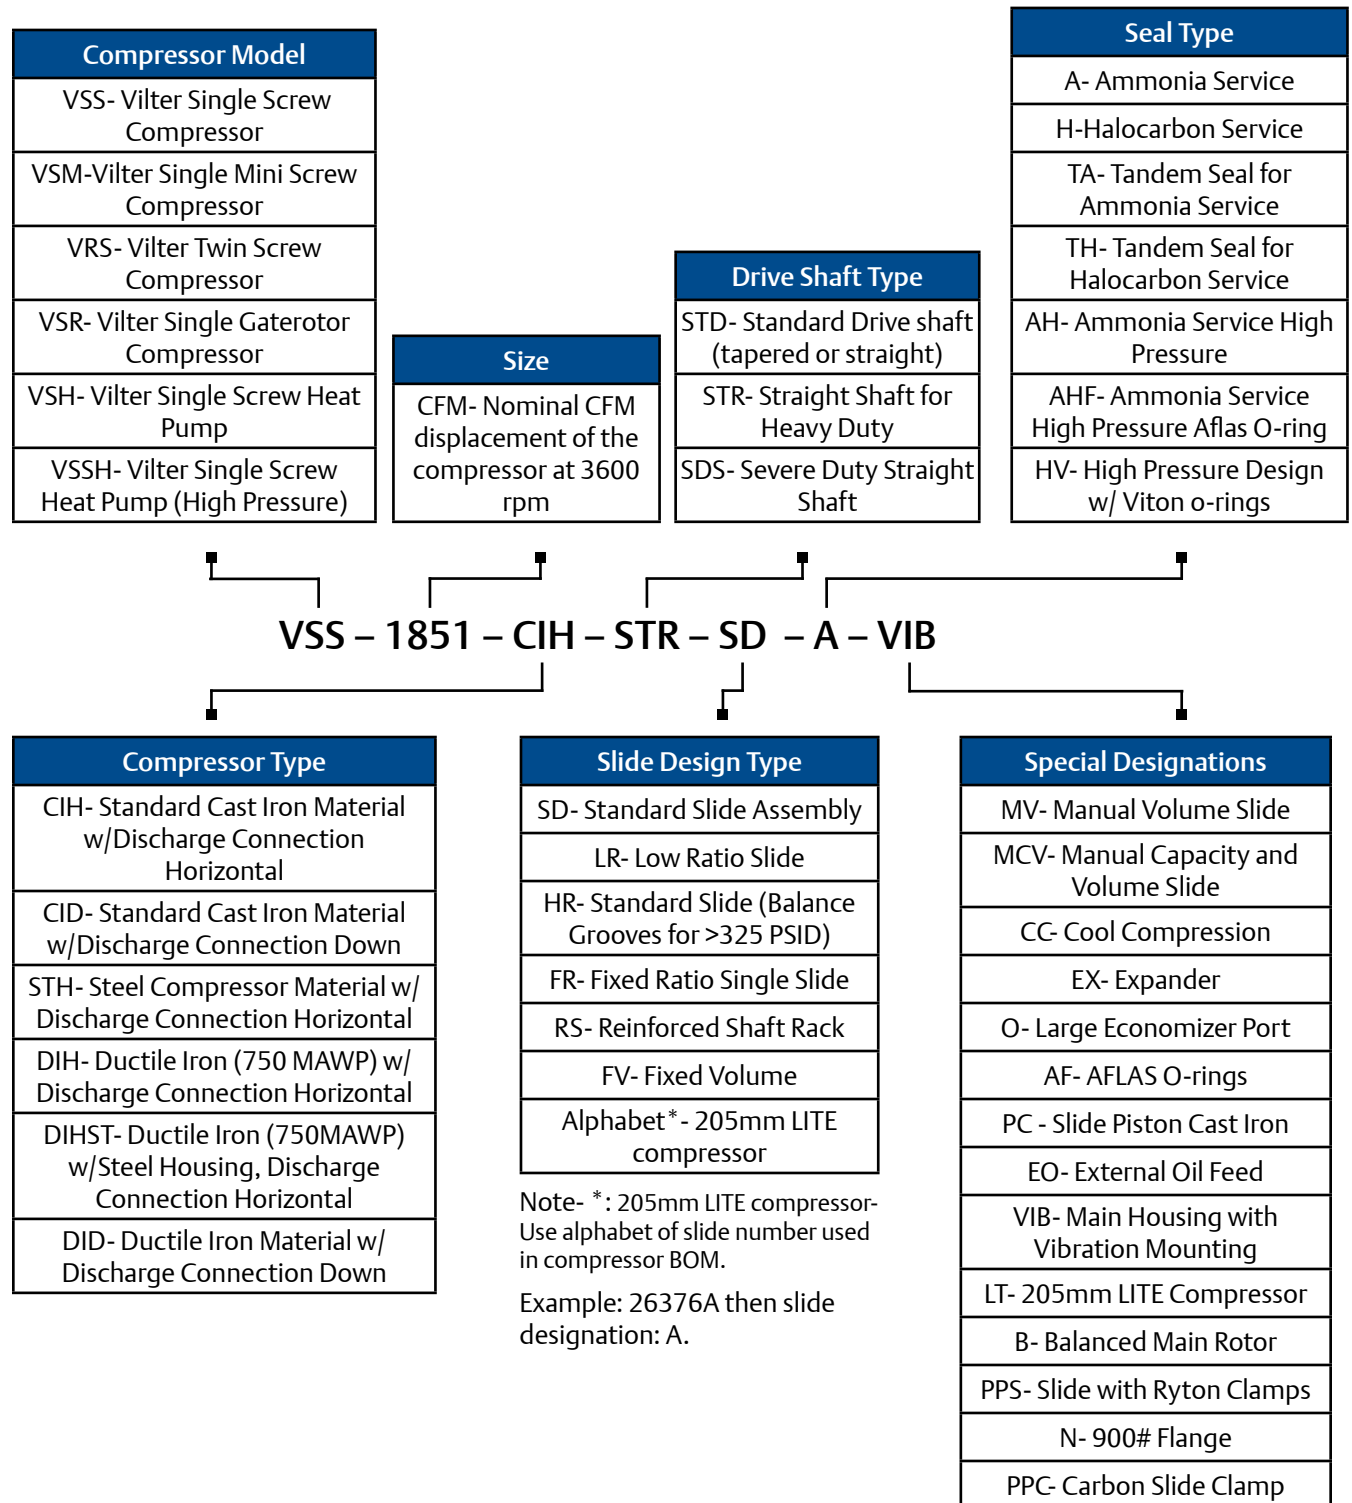 Compressor Model
VSS- Vilter Single Screw
Compressor
VSM-Vilter Single Mini Screw
Compressor
VRS- Vilter Twin Screw
Compressor
VSR- Vilter Single Gaterotor
Compressor
VSH- Vilter Single Screw Heat
Pump
VSSH- Vilter Single Screw
Heat Pump (High Pressure)
Size
CFM- Nominal CFM
displacement of the
compressor at 3600
rpm
Drive Shaft Type
STD- Standard Drive shaft
(tapered or straight)
STR- Straight Shaft for
Heavy Duty
SDS- Severe Duty Straight
Shaft
Seal Type
A- Ammonia Service
H-Halocarbon Service
TA- Tandem Seal for
Ammonia Service
TH- Tandem Seal for
Halocarbon Service
AH- Ammonia Service High
Pressure
AHF- Ammonia Service
High Pressure Aflas O-ring
HV- High Pressure Design
w/ Viton o-rings
VSS – 1851 – CIH – STR – SD – A – VIB
Compressor Type
CIH- Standard Cast Iron Material
w/Discharge Connection
Horizontal
CID- Standard Cast Iron Material
w/Discharge Connection Down
STH- Steel Compressor Material w/
Discharge Connection Horizontal
DIH- Ductile Iron (750 MAWP) w/
Discharge Connection Horizontal
DIHST- Ductile Iron (750MAWP)
w/Steel Housing, Discharge
Connection Horizontal
DID- Ductile Iron Material w/
Discharge Connection Down
Slide Design Type
SD- Standard Slide Assembly
LR- Low Ratio Slide
HR- Standard Slide (Balance
Grooves for >325 PSID)
FR- Fixed Ratio Single Slide
RS- Reinforced Shaft Rack
FV- Fixed Volume
Alphabet*- 205mm LITE
compressor
Note- *: 205mm LITE compressor-
Use alphabet of slide number used
in compressor BOM.
Example: 26376A then slide
designation: A.
Special Designations
MV- Manual Volume Slide
MCV- Manual Capacity and
Volume Slide
CC- Cool Compression
EX- Expander
O- Large Economizer Port
AF- AFLAS O-rings
PC - Slide Piston Cast Iron
EO- External Oil Feed
VIB- Main Housing with
Vibration Mounting
LT- 205mm LITE Compressor
B- Balanced Main Rotor
PPS- Slide with Ryton Clamps
N- 900# Flange
PPC- Carbon Slide Clamp